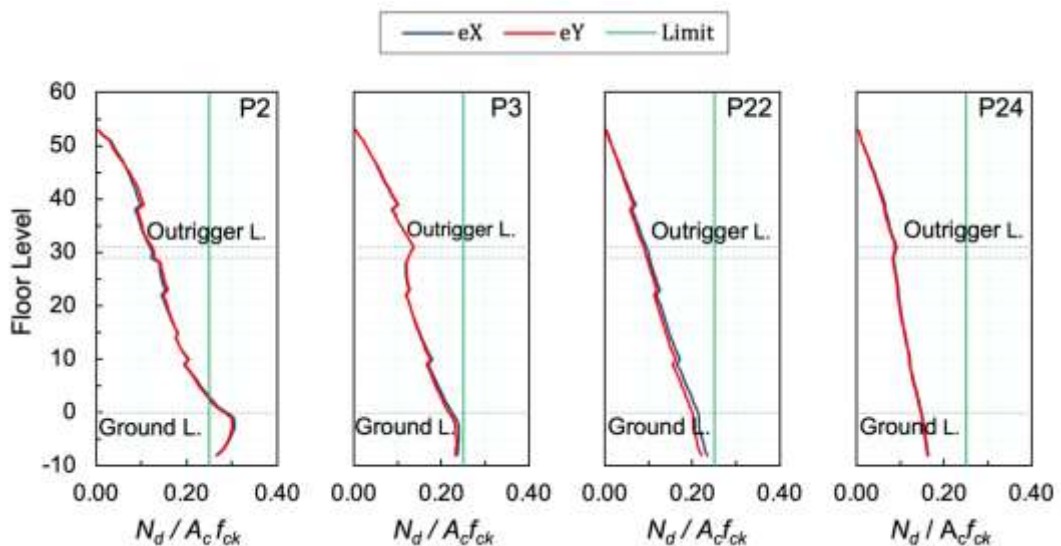 eX eY Limit
P2 P3 P22 P24
60
50
40
30
20
10
0
-10
Floor Level
Outrigger L. Outrigger L. Outrigger L. Outrigger L.
Ground L. Ground L. Ground L. Ground L.
0.00 0.20 0.40 0.00 0.20 0.40 0.00 0.20 0.40 0.00 0.20 0.40
N_d / A_c f_ck N_d / A_c f_ck N_d / A_c f_ck N_d / A_c f_ck